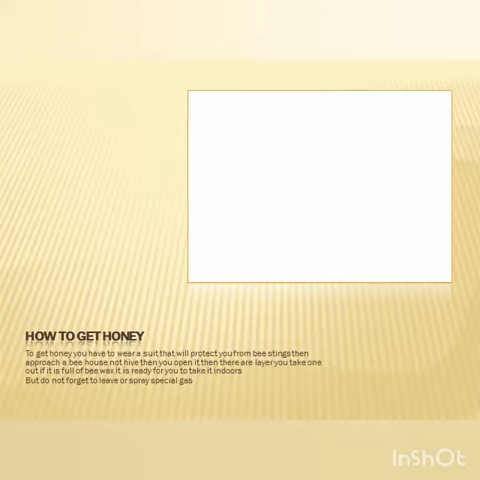 HOW TO GET HONEY
To get honey you have to wear a suit that will protect you from bee stings then
approach a bee house not hive then you open it then there are layer you take one
out if it is full of bee wax it is ready for you to take it indoors
But do not forget to leave or spray special gas
InShOt